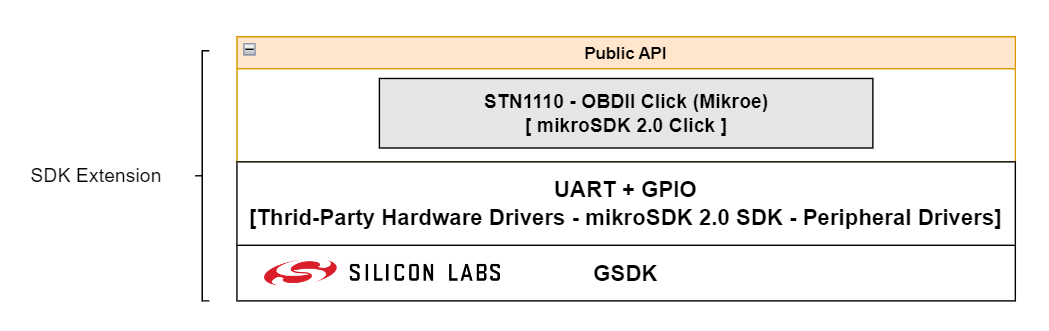 Public API
STN1110 - OBDII Click (Mikroe)
[ mikroSDK 2.0 Click ]
SDK Extension
UART + GPIO
[Thrid-Party Hardware Drivers - mikroSDK 2.0 SDK - Peripheral Drivers]
SILICON LABS GSDK